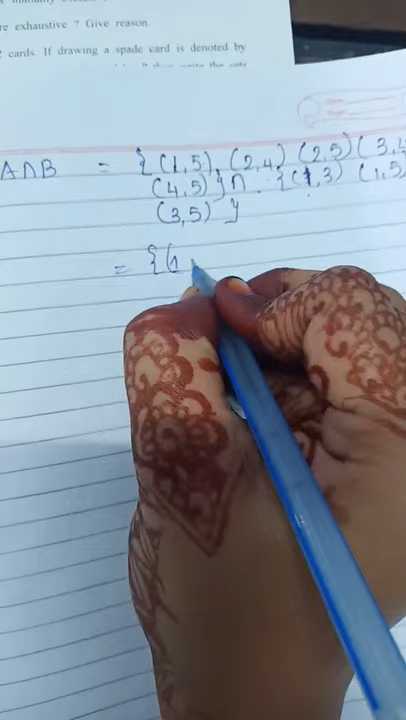 re exhaustive ? Give reason.
cards. If drawing a spade card is denoted by
A∩B = { (1,5), (2,4) (2,5) (3,4
(4,5) } ∩ {(1,3) (1,5)
(3,5) }
= {(1